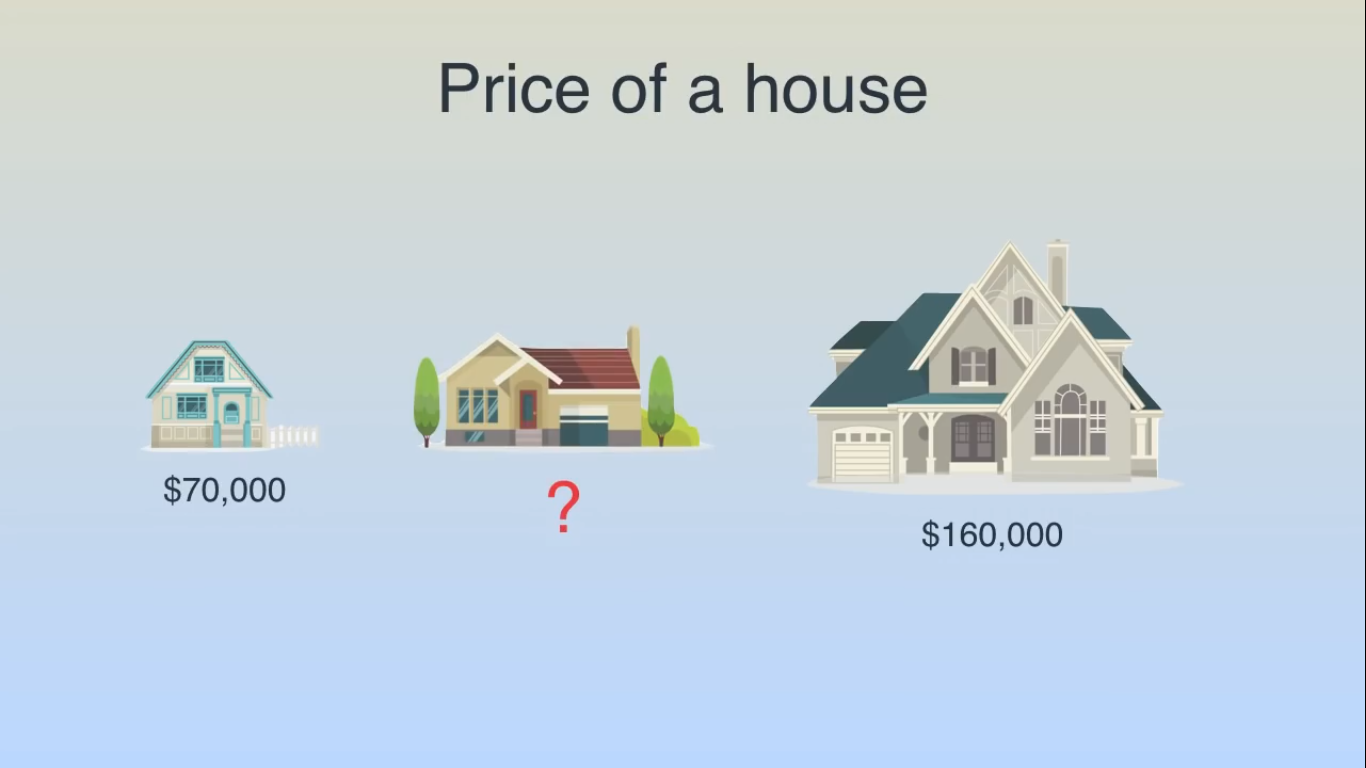 Price of a house
$70,000
?
$160,000